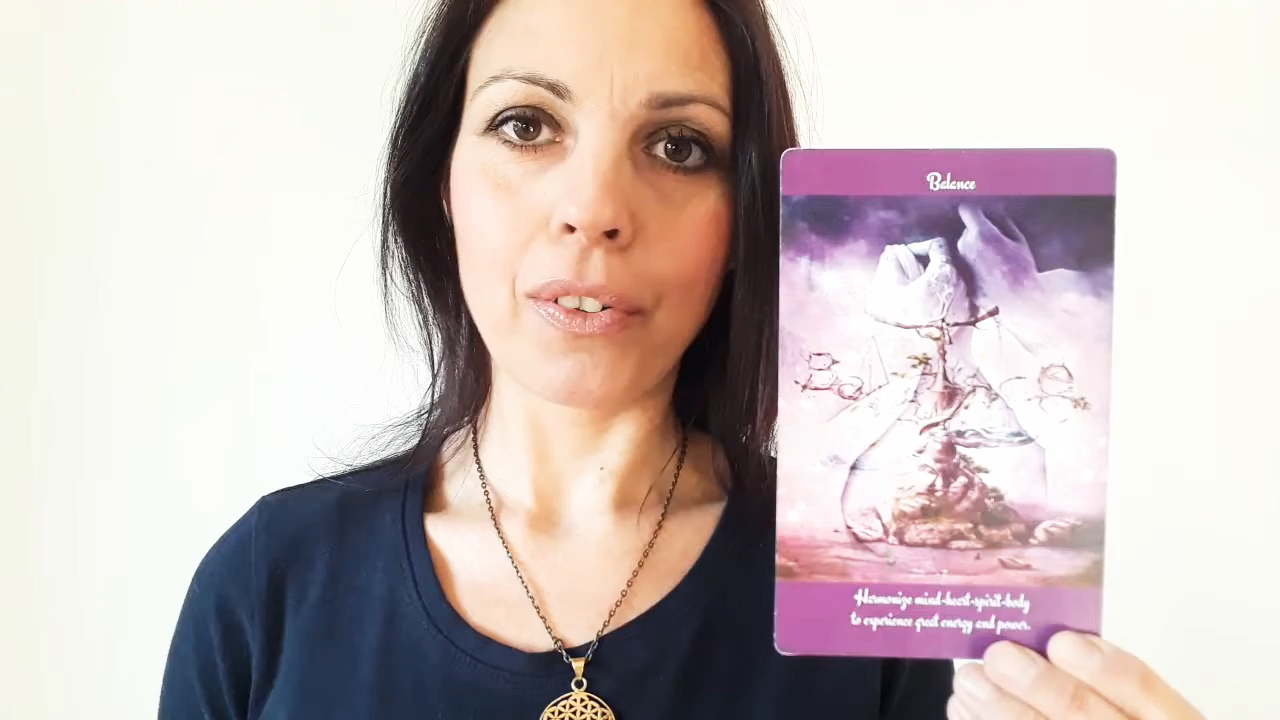 Balance
Harmonize mind-heart-spirit-body
to experience great energy and power.